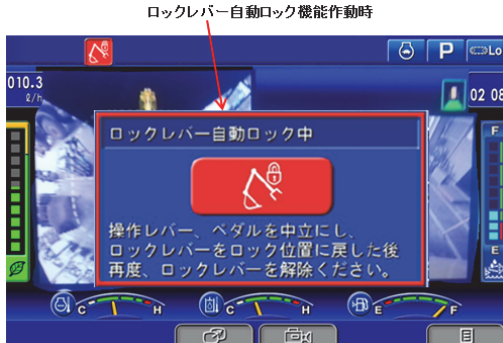 ロックレバー自動ロック機能作動時
P
Lo
010.3
ℓ/h
02 08
F
E
ロックレバー自動ロック中
操作レバー、ペダルを中立にし、
ロックレバーをロック位置に戻した後
再度、ロックレバーを解除ください。
C H
C H
E F